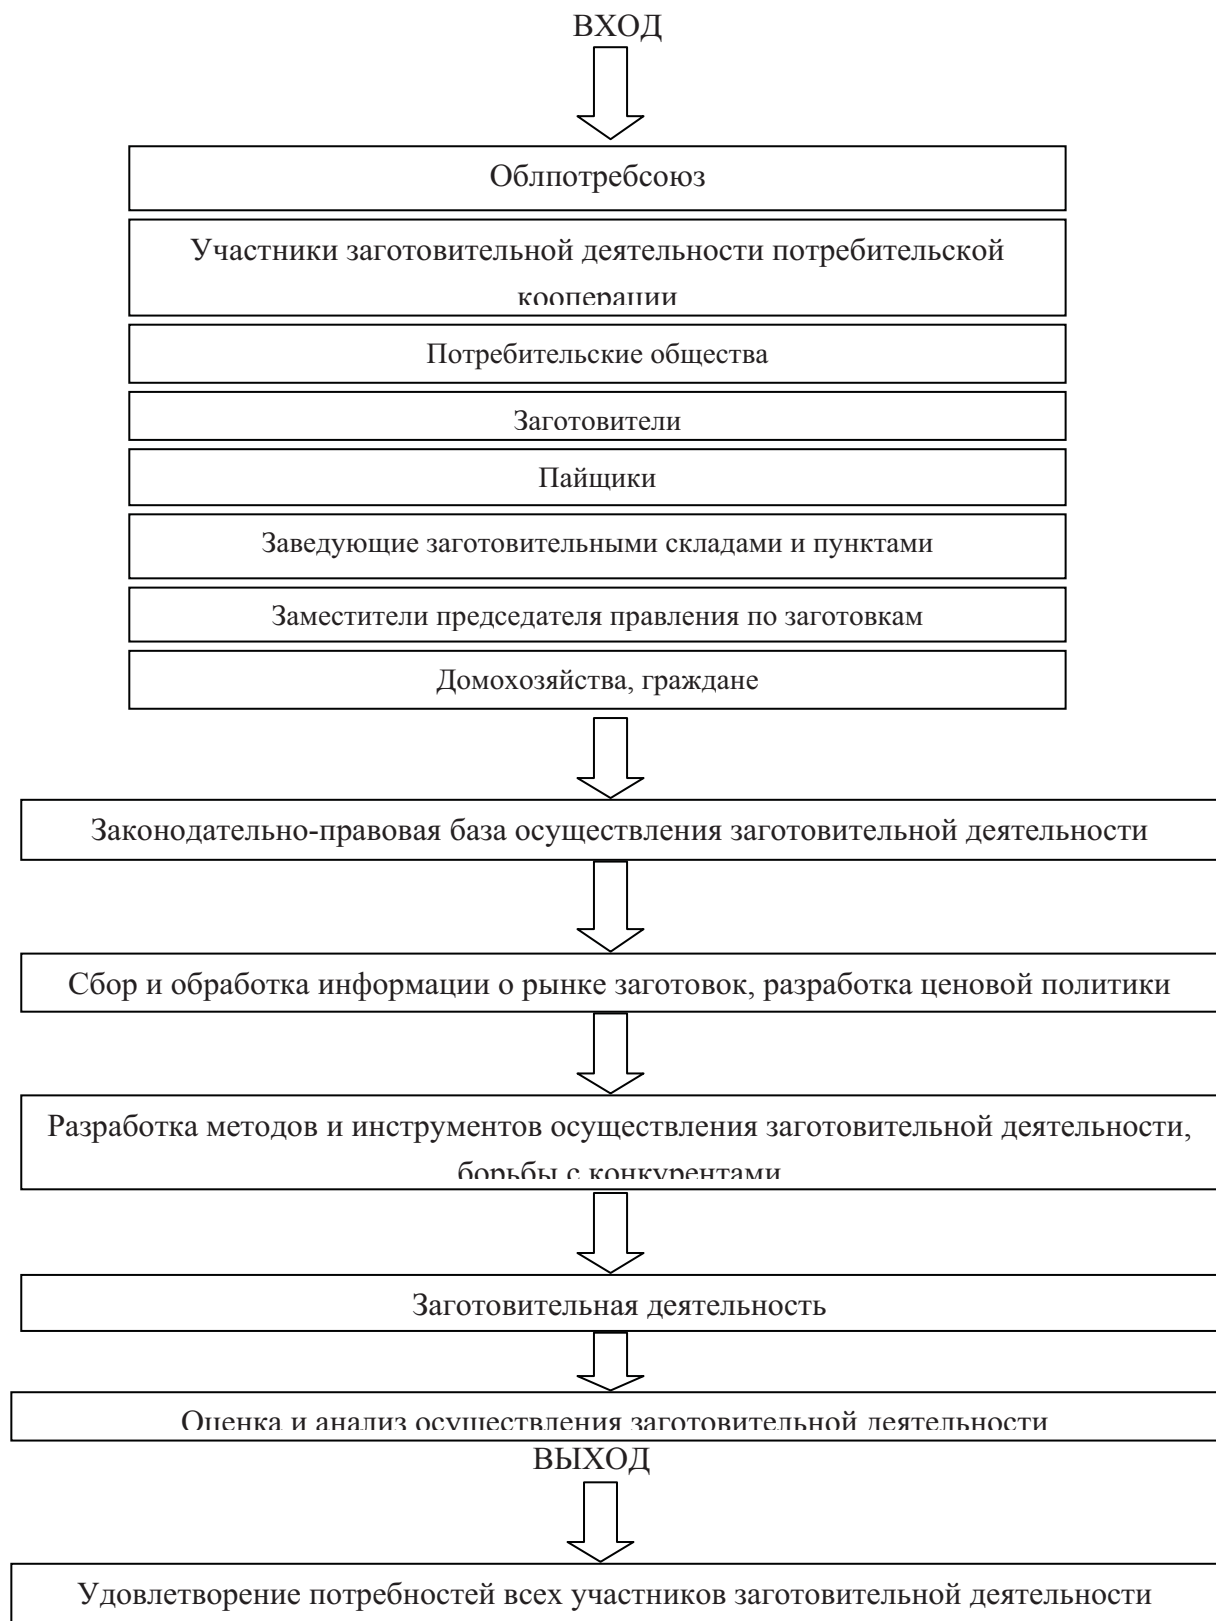 ВХОД
Облпотребсоюз
Участники заготовительной деятельности потребительской
кооперации
Потребительские общества
Заготовители
Пайщики
Заведующие заготовительными складами и пунктами
Заместители председателя правления по заготовкам
Домохозяйства, граждане
Законодательно-правовая база осуществления заготовительной деятельности
Сбор и обработка информации о рынке заготовок, разработка ценовой политики
Разработка методов и инструментов осуществления заготовительной деятельности,
борьбы с конкурентами
Заготовительная деятельность
Оценка и анализ осуществления заготовительной деятельности
ВЫХОД
Удовлетворение потребностей всех участников заготовительной деятельности